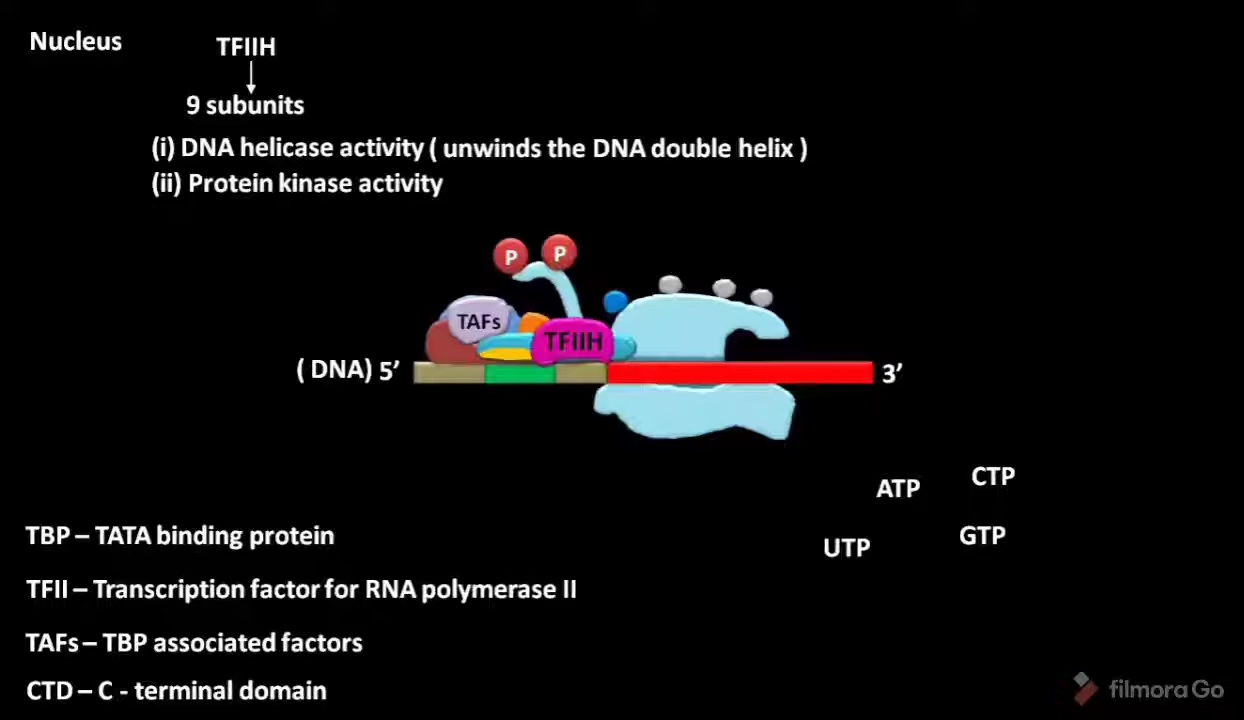 Nucleus
TFIIH
9 subunits
(i) DNA helicase activity ( unwinds the DNA double helix )
(ii) Protein kinase activity
P P
TAFs
TFIIH
( DNA) 5’ 3’
ATP CTP
UTP GTP
TBP – TATA binding protein
TFII – Transcription factor for RNA polymerase II
TAFs – TBP associated factors
CTD – C - terminal domain
filmora Go